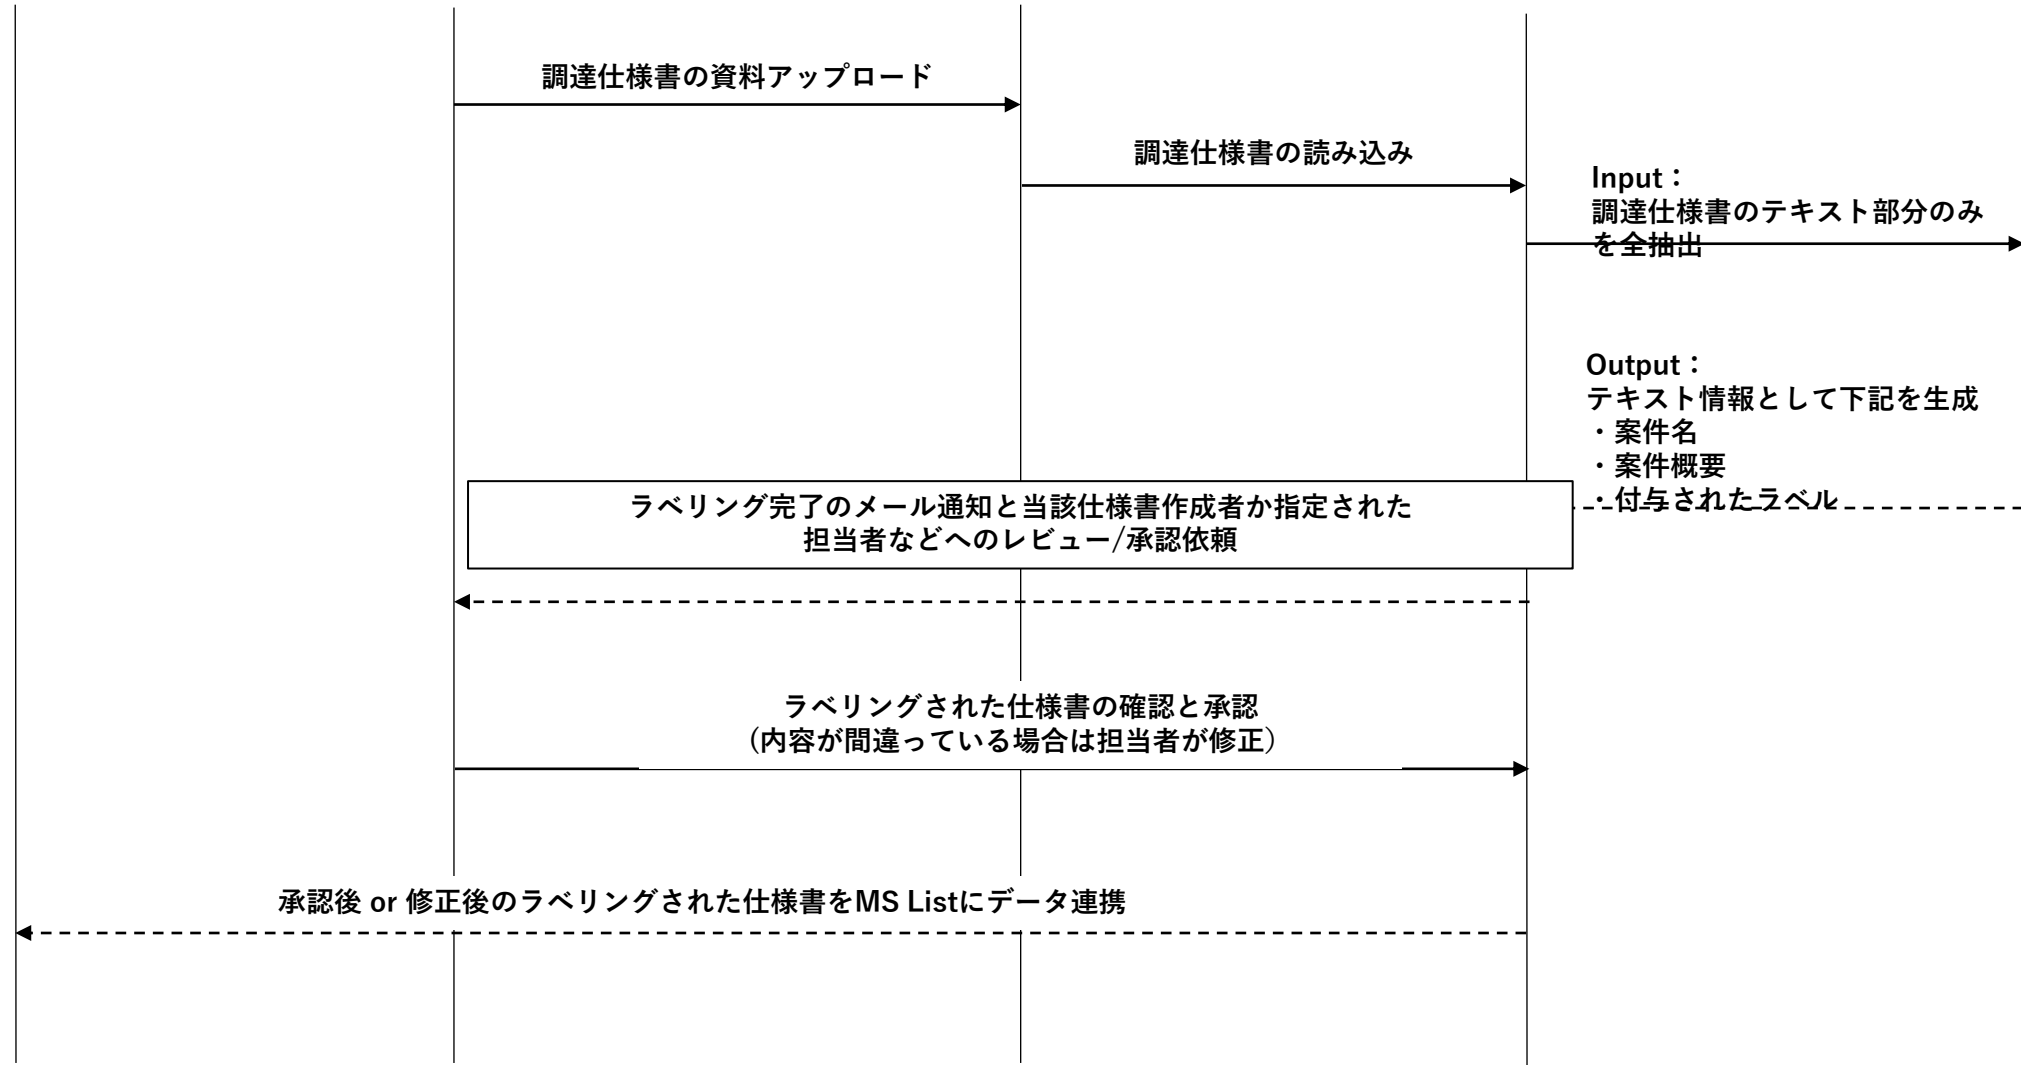 調達仕様書の資料アップロード
調達仕様書の読み込み
Input：
調達仕様書のテキスト部分のみ
を全抽出
Output：
テキスト情報として下記を生成
・案件名
・案件概要
・付与されたラベル
ラベリング完了のメール通知と当該仕様書作成者か指定された
担当者などへのレビュー/承認依頼
ラベリングされた仕様書の確認と承認
(内容が間違っている場合は担当者が修正)
承認後 or 修正後のラベリングされた仕様書をMS Listにデータ連携